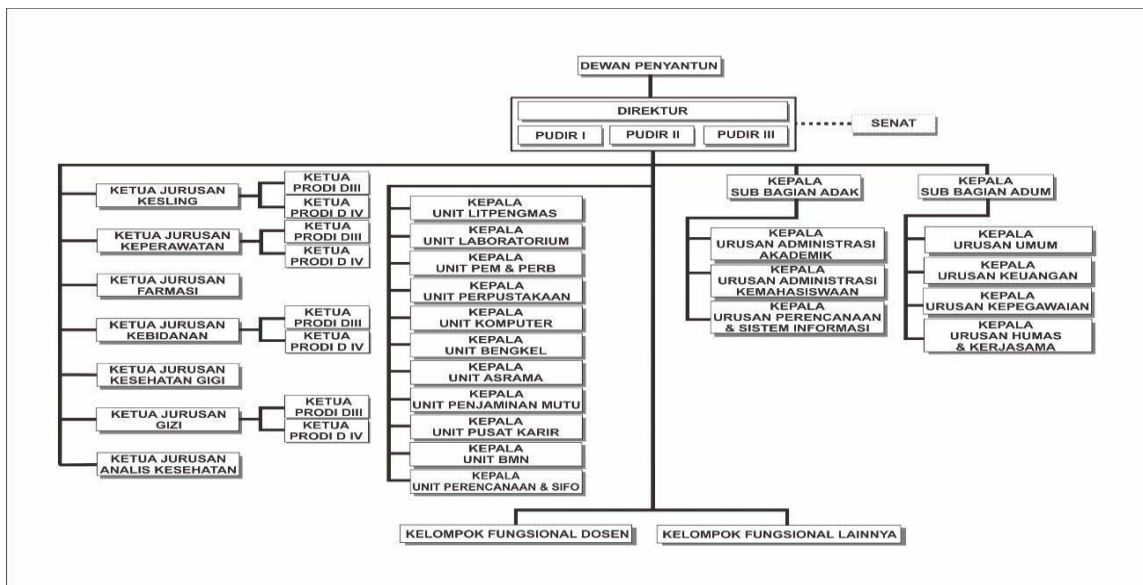 DEWAN PENYANTUN
DIREKTUR
PUDIR I
PUDIR II
PUDIR III
SENAT
KETUA JURUSAN
KESLING
KETUA
PRODI DIII
KETUA
PRODI D IV
KETUA JURUSAN
KEPERAWATAN
KETUA
PRODI DIII
KETUA
PRODI D IV
KETUA JURUSAN
FARMASI
KETUA JURUSAN
KEBIDANAN
KETUA
PRODI DIII
KETUA
PRODI D IV
KETUA JURUSAN
KESEHATAN GIGI
KETUA JURUSAN
GIZI
KETUA
PRODI DIII
KETUA
PRODI D IV
KETUA JURUSAN
ANALIS KESEHATAN
KEPALA
UNIT LITPENGMAS
KEPALA
UNIT LABORATORIUM
KEPALA
UNIT PEM & PERB
KEPALA
UNIT PERPUSTAKAAN
KEPALA
UNIT KOMPUTER
KEPALA
UNIT BENGKEL
KEPALA
UNIT ASRAMA
KEPALA
UNIT PENJAMINAN MUTU
KEPALA
UNIT PUSAT KARIR
KEPALA
UNIT BMN
KEPALA
UNIT PERENCANAAN & SIFO
KEPALA
SUB BAGIAN ADAK
KEPALA
URUSAN ADMINISTRASI
AKADEMIK
KEPALA
URUSAN ADMINISTRASI
KEMAHASISWAAN
KEPALA
URUSAN PERENCANAAN
& SISTEM INFORMASI
KEPALA
SUB BAGIAN ADUM
KEPALA
URUSAN UMUM
KEPALA
URUSAN KEUANGAN
KEPALA
URUSAN KEPEGAWAIAN
KEPALA
URUSAN HUMAS
& KERJASAMA
KELOMPOK FUNGSIONAL DOSEN
KELOMPOK FUNGSIONAL LAINNYA